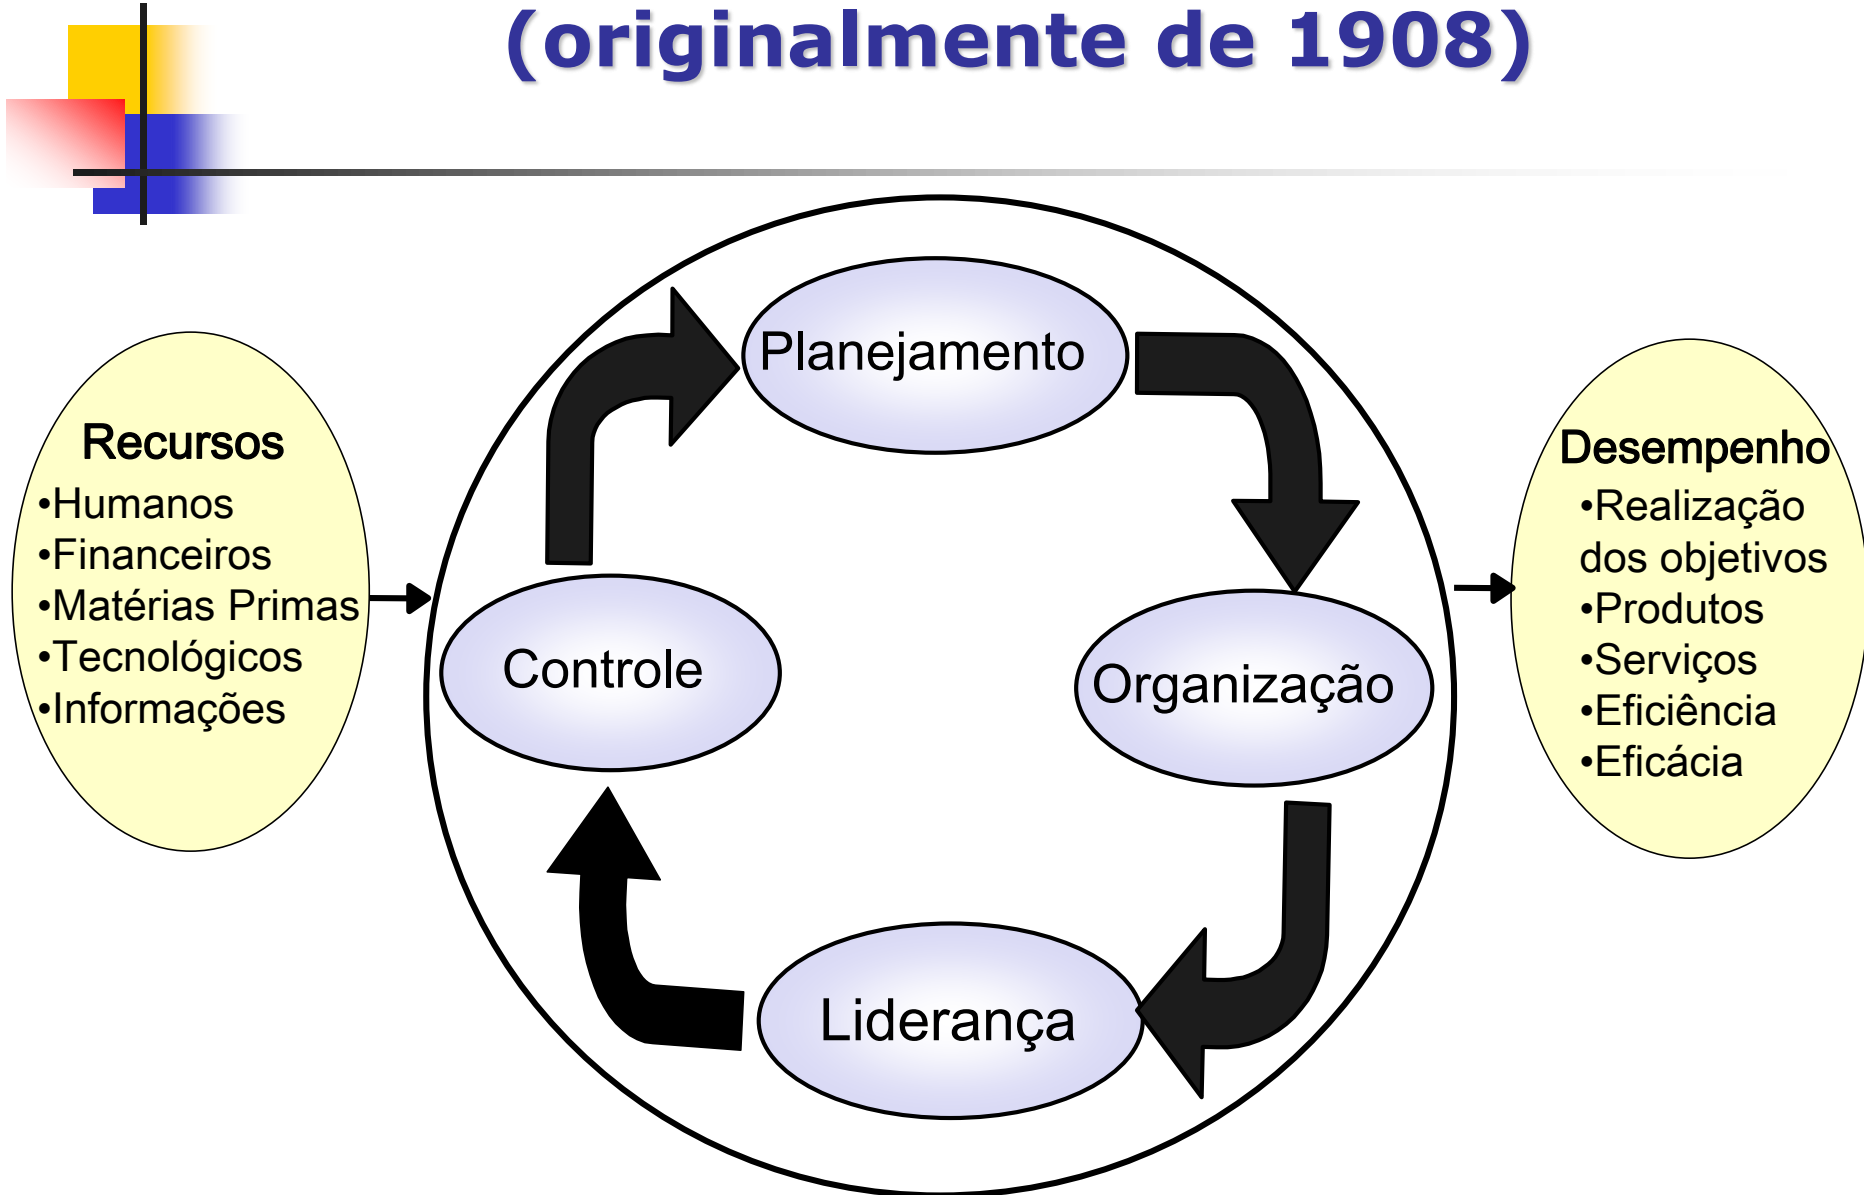 (originalmente de 1908)
Recursos
•Humanos
•Financeiros
•Matérias Primas
•Tecnológicos
•Informações
Planejamento
Controle
Organização
Liderança
Desempenho
•Realização
dos objetivos
•Produtos
•Serviços
•Eficiência
•Eficácia